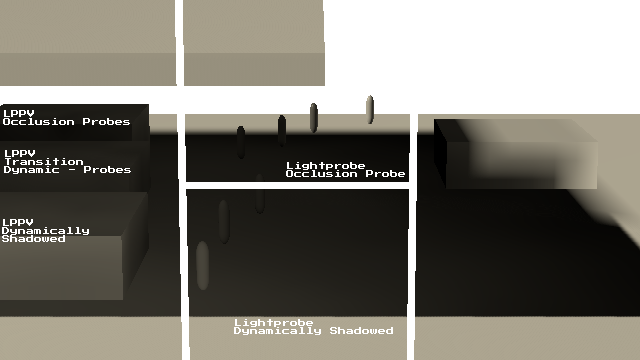 LPPV
Occlusion Probes
LPPV
Transition
Dynamic - Probes
LPPV
Dynamically
Shadowed
Lightprobe
Occlusion Probe
Lightprobe
Dynamically Shadowed